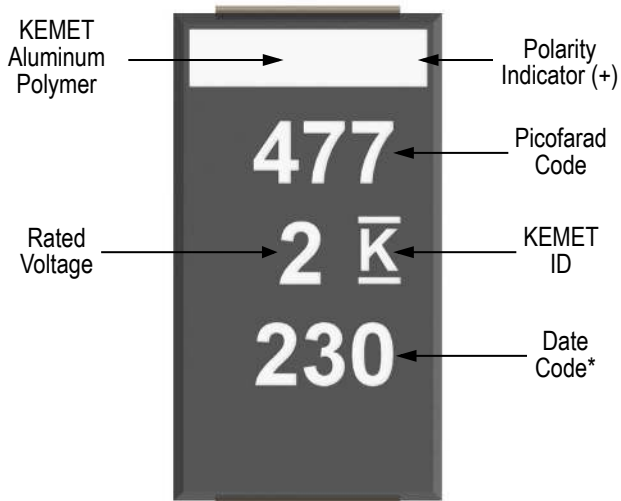 KEMET
Aluminum
Polymer
Polarity
Indicator (+)
477
Picofarad
Code
Rated
Voltage
2 K
KEMET
ID
230
Date
Code*